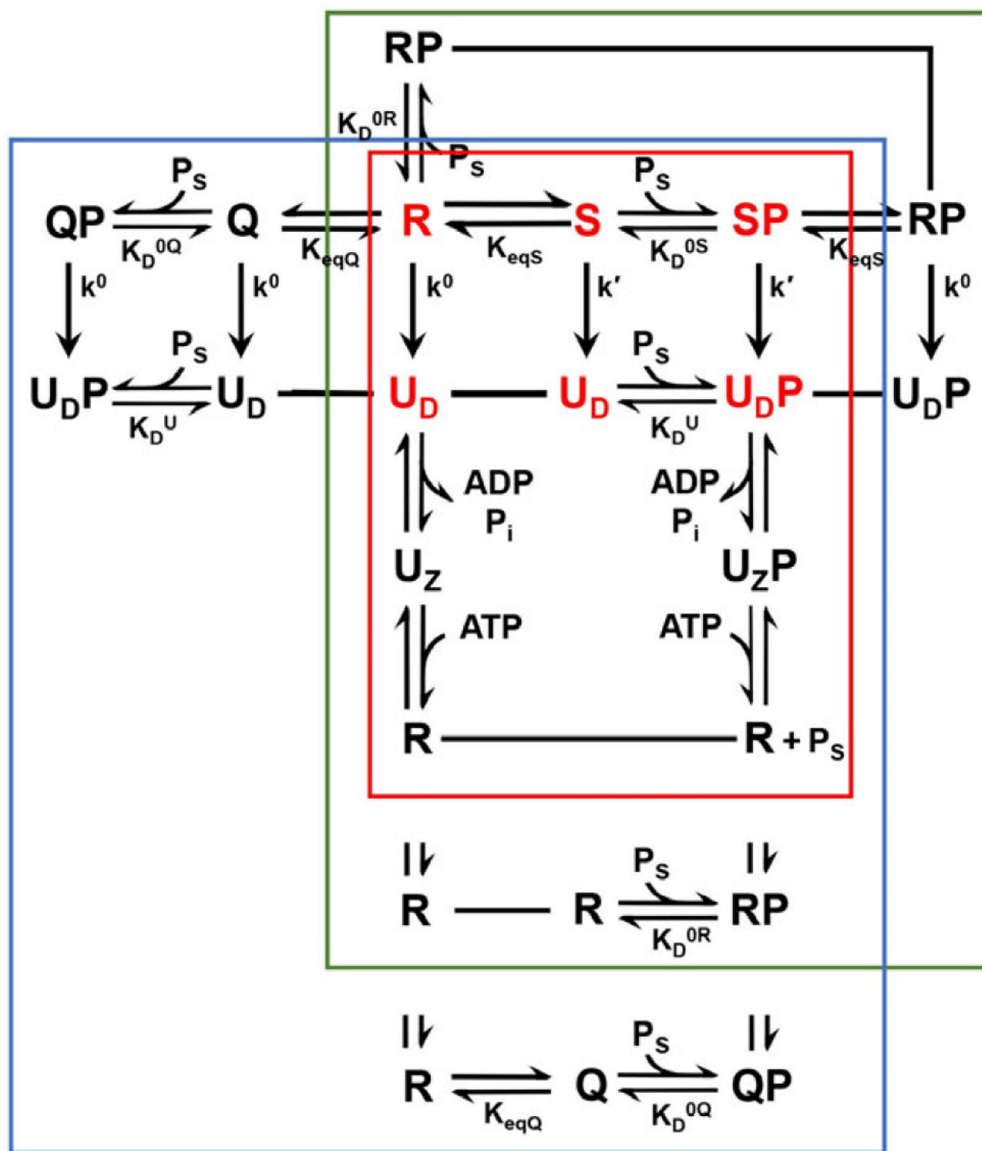 RP
K_D^0R P_S
P_S P_S
QP Q R S SP RP
K_D^0Q K_eqQ K_eqS K_D^0S K_eqS
k^0 k^0 k^0 k′ k′ k^0
P_S P_S
U_DP U_D U_D U_D U_DP U_DP
K_D^U K_D^U
ADP ADP
P_i P_i
U_Z U_ZP
ATP ATP
R R + P_S
P_S
R R RP
K_D^0R
P_S
R Q QP
K_eqQ K_D^0Q